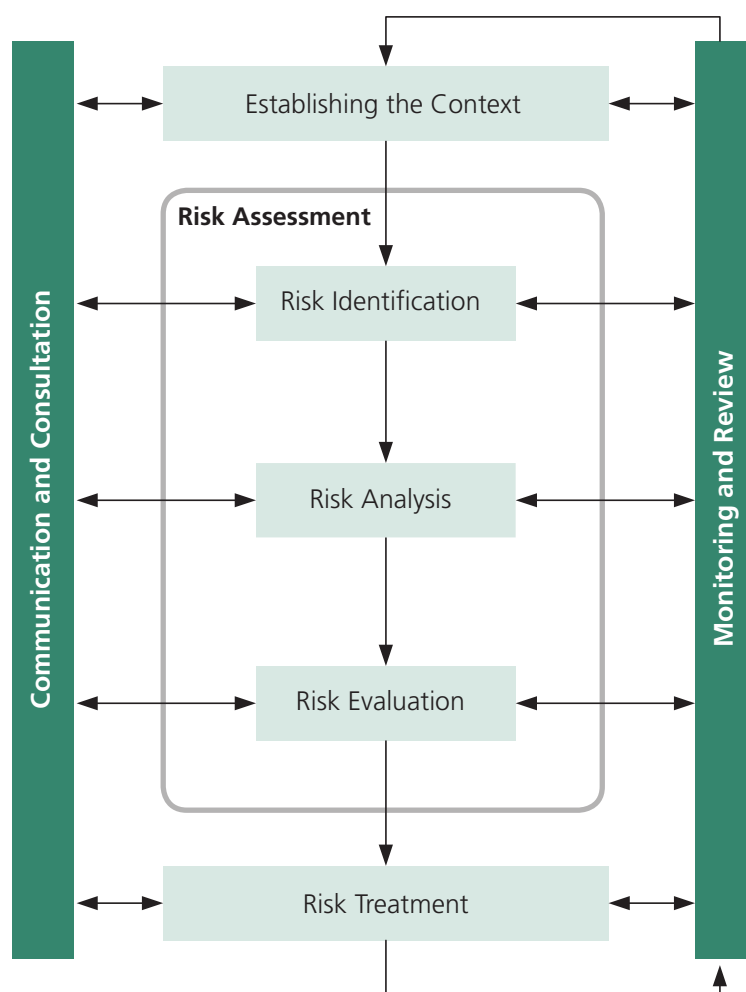 Establishing the Context
Risk Assessment
Risk Identification
Risk Analysis
Risk Evaluation
Risk Treatment
Communication and Consultation
Monitoring and Review